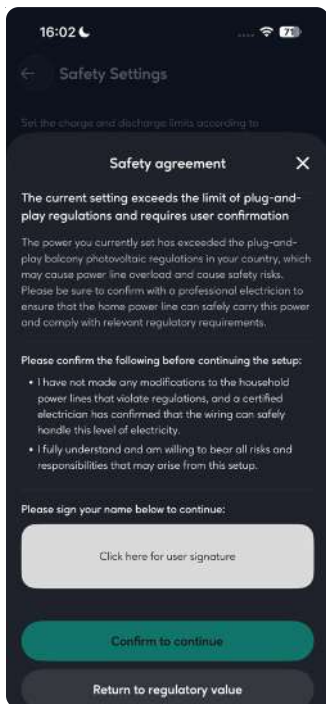 16:02
71
Safety Settings
Set the charge and discharge limits according to
Safety agreement
The current setting exceeds the limit of plug-and-
play regulations and requires user confirmation
The power you currently set has exceeded the plug-and-
play balcony photovoltaic regulations in your country, which
may cause power line overload and cause safety risks.
Please be sure to confirm with a professional electrician to
ensure that the home power line can safely carry this power
and comply with relevant regulatory requirements.
Please confirm the following before continuing the setup:
• I have not made any modifications to the household
power lines that violate regulations, and a certified
electrician has confirmed that the wiring can safely
handle this level of electricity.
• I fully understand and am willing to bear all risks and
responsibilities that may arise from this setup.
Please sign your name below to continue:
Click here for user signature
Confirm to continue
Return to regulatory value